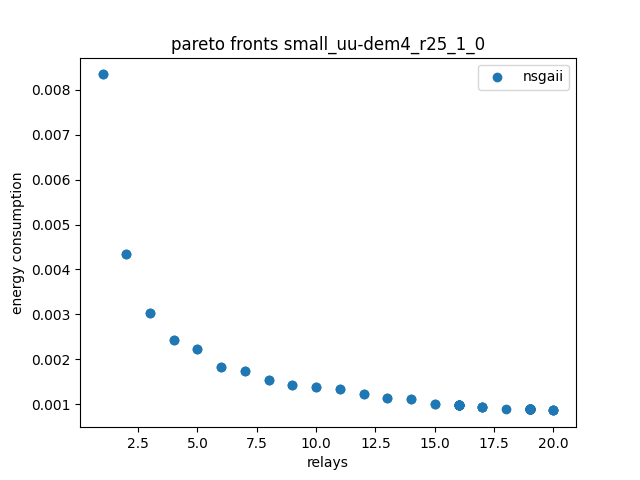 pareto fronts small_uu-dem4_r25_1_0
nsgaii
0.008
0.007
0.006
0.005
0.004
0.003
0.002
0.001
energy consumption
2.5 5.0 7.5 10.0 12.5 15.0 17.5 20.0
relays